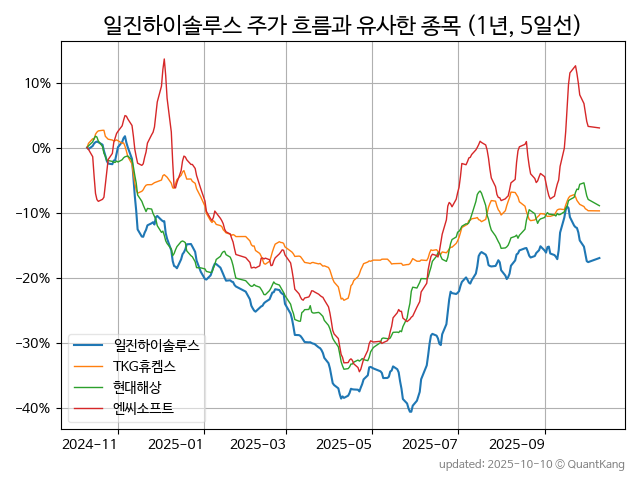 일진하이솔루스 주가 흐름과 유사한 종목 (1년, 5일선)
10%
0%
−10%
−20%
−30%
−40%
일진하이솔루스
TKG휴켐스
현대해상
엔씨소프트
2024−11
2025−01
2025−03
2025−05
2025−07
2025−09
updated: 2025-10-10 © QuantKang